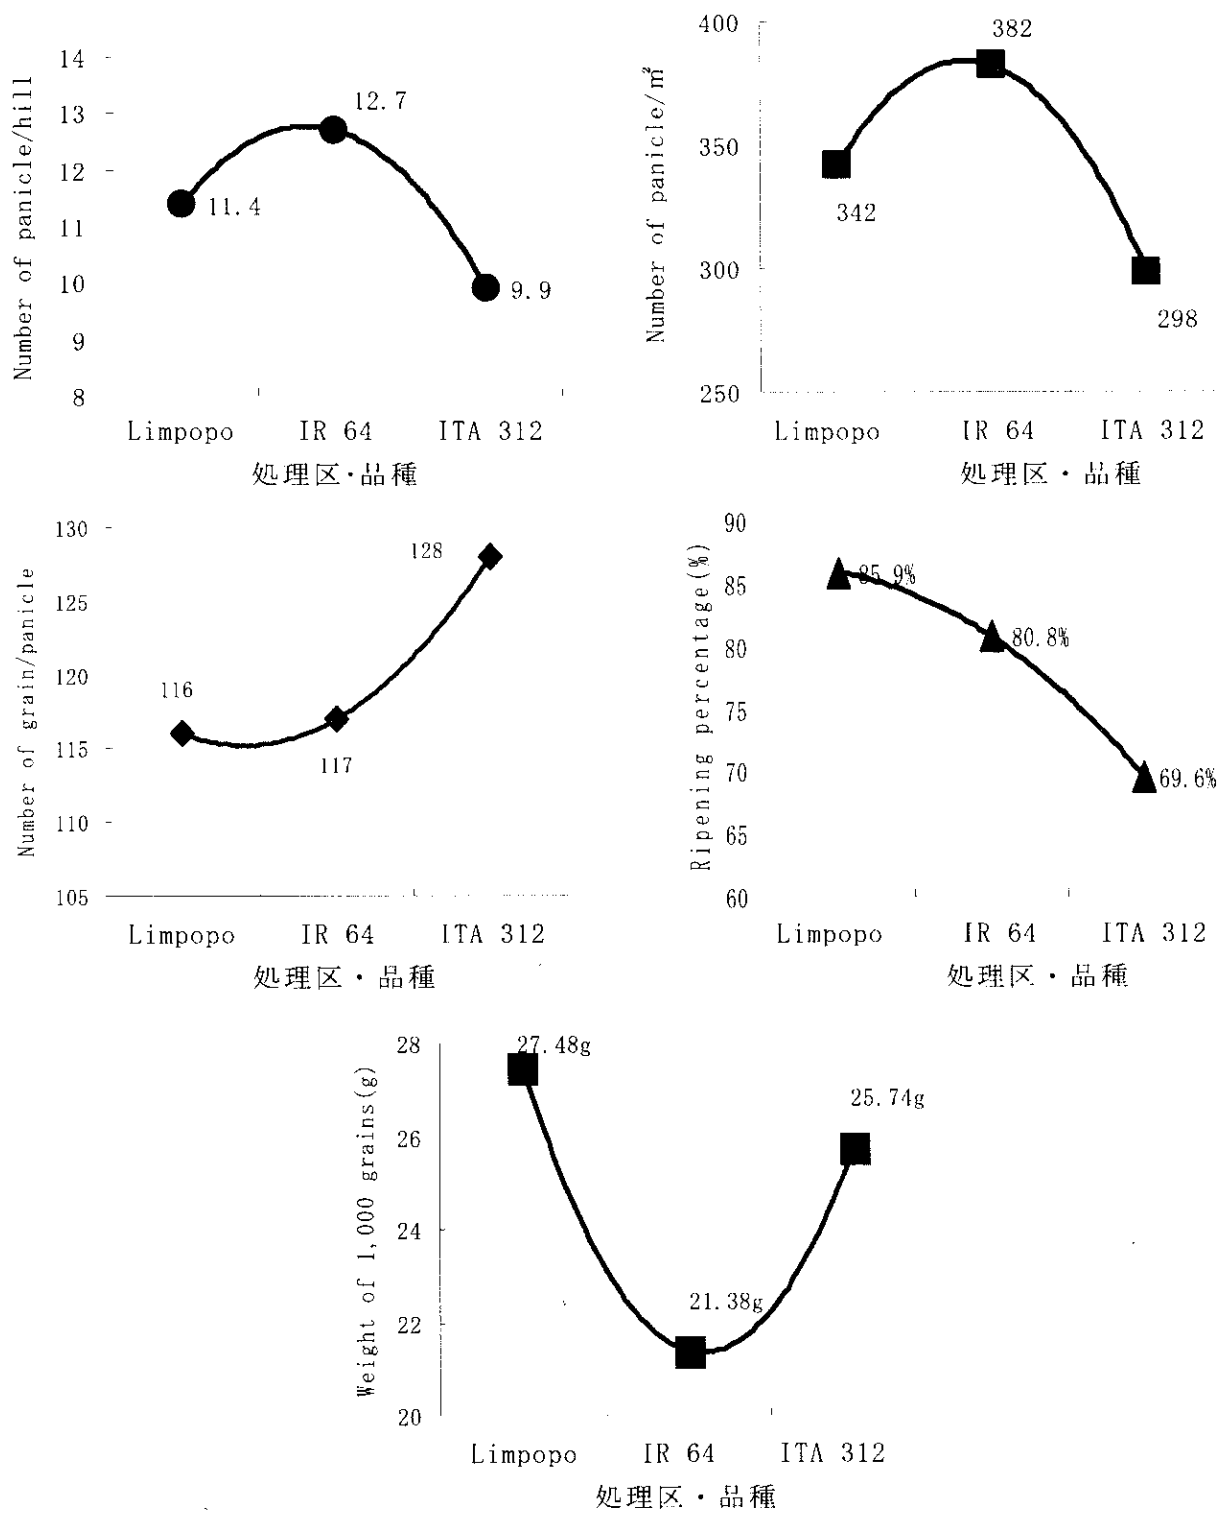 Number of panicle/hill
14
13
12
11
10
9
8
12.7
11.4
9.9
Limpopo IR 64 ITA 312
処理区・品種
Number of panicle/㎡
400
350
300
250
382
342
298
Limpopo IR 64 ITA 312
処理区・品種
Number of grain/panicle
130
125
120
115
110
105
128
116
117
Limpopo IR 64 ITA 312
処理区・品種
Ripening percentage(%)
90
85
80
75
70
65
60
85.9%
80.8%
69.6%
Limpopo IR 64 ITA 312
処理区・品種
Weight of 1,000 grains(g)
28
26
24
22
20
27.48g
25.74g
21.38g
Limpopo IR 64 ITA 312
処理区・品種